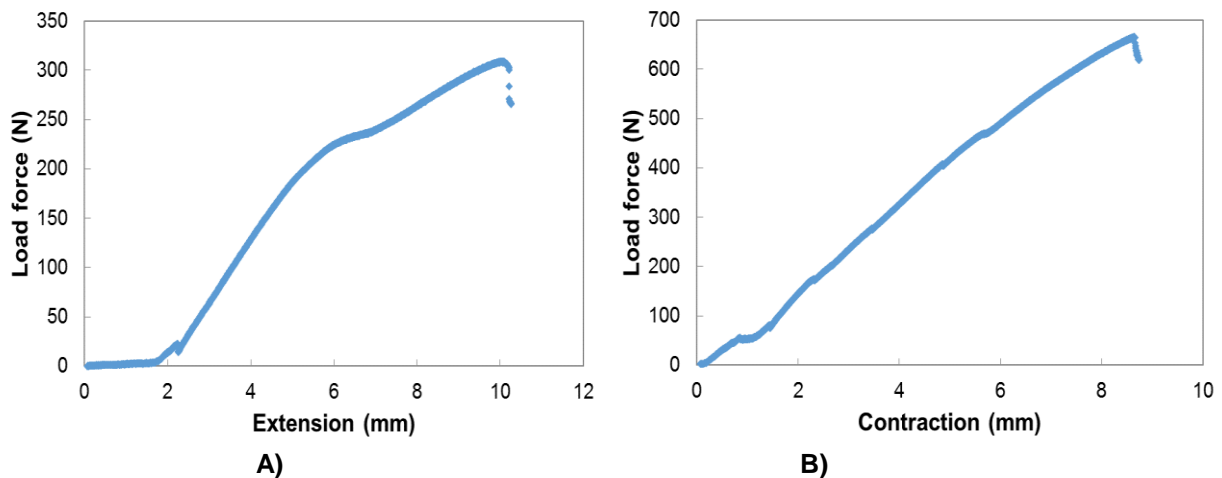 350
300
250
200
150
100
50
0
0 2 4 6 8 10 12
Load force (N)
Extension (mm)
A)
700
600
500
400
300
200
100
0
0 2 4 6 8 10
Load force (N)
Contraction (mm)
B)